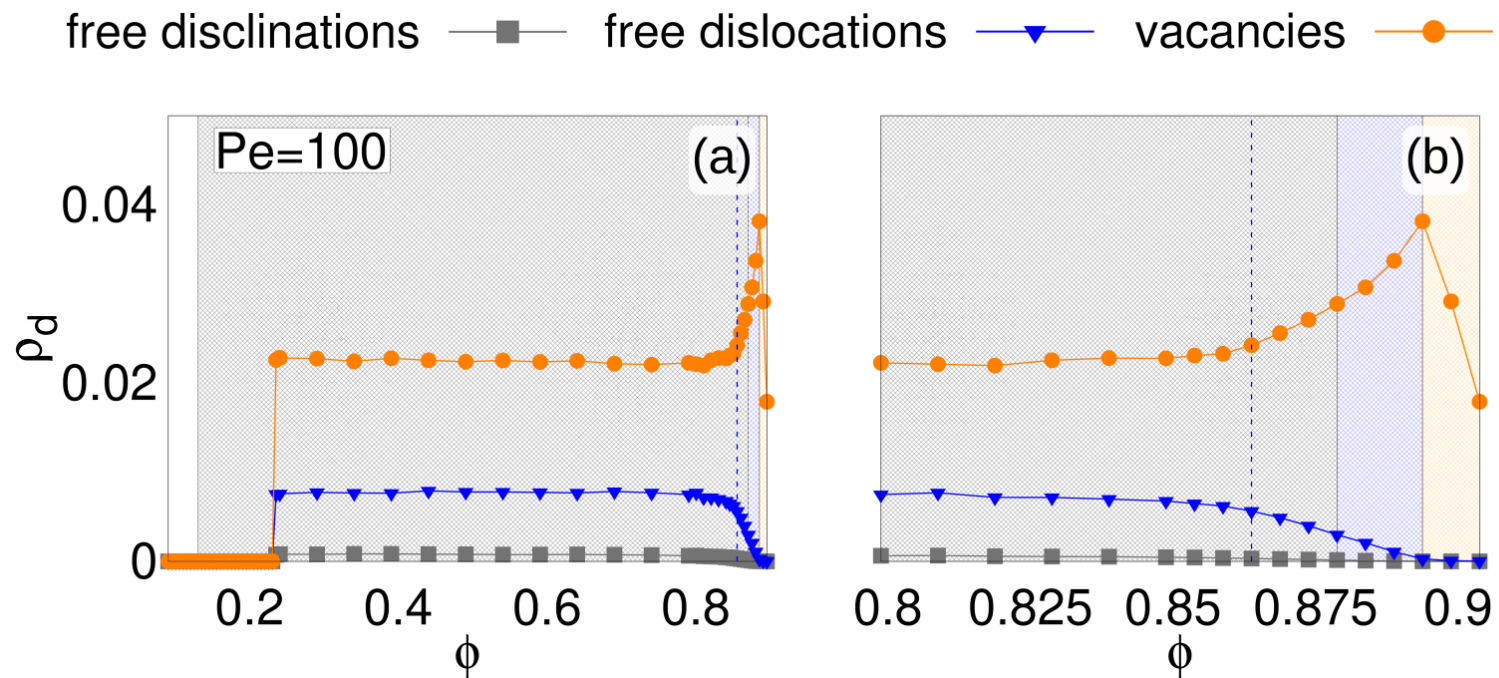 free disclinations free dislocations vacancies
Pe=100 (a) (b)
0.04
0.02
0
ρd
0.2 0.4 0.6 0.8 0.8 0.825 0.85 0.875 0.9
ϕ ϕ